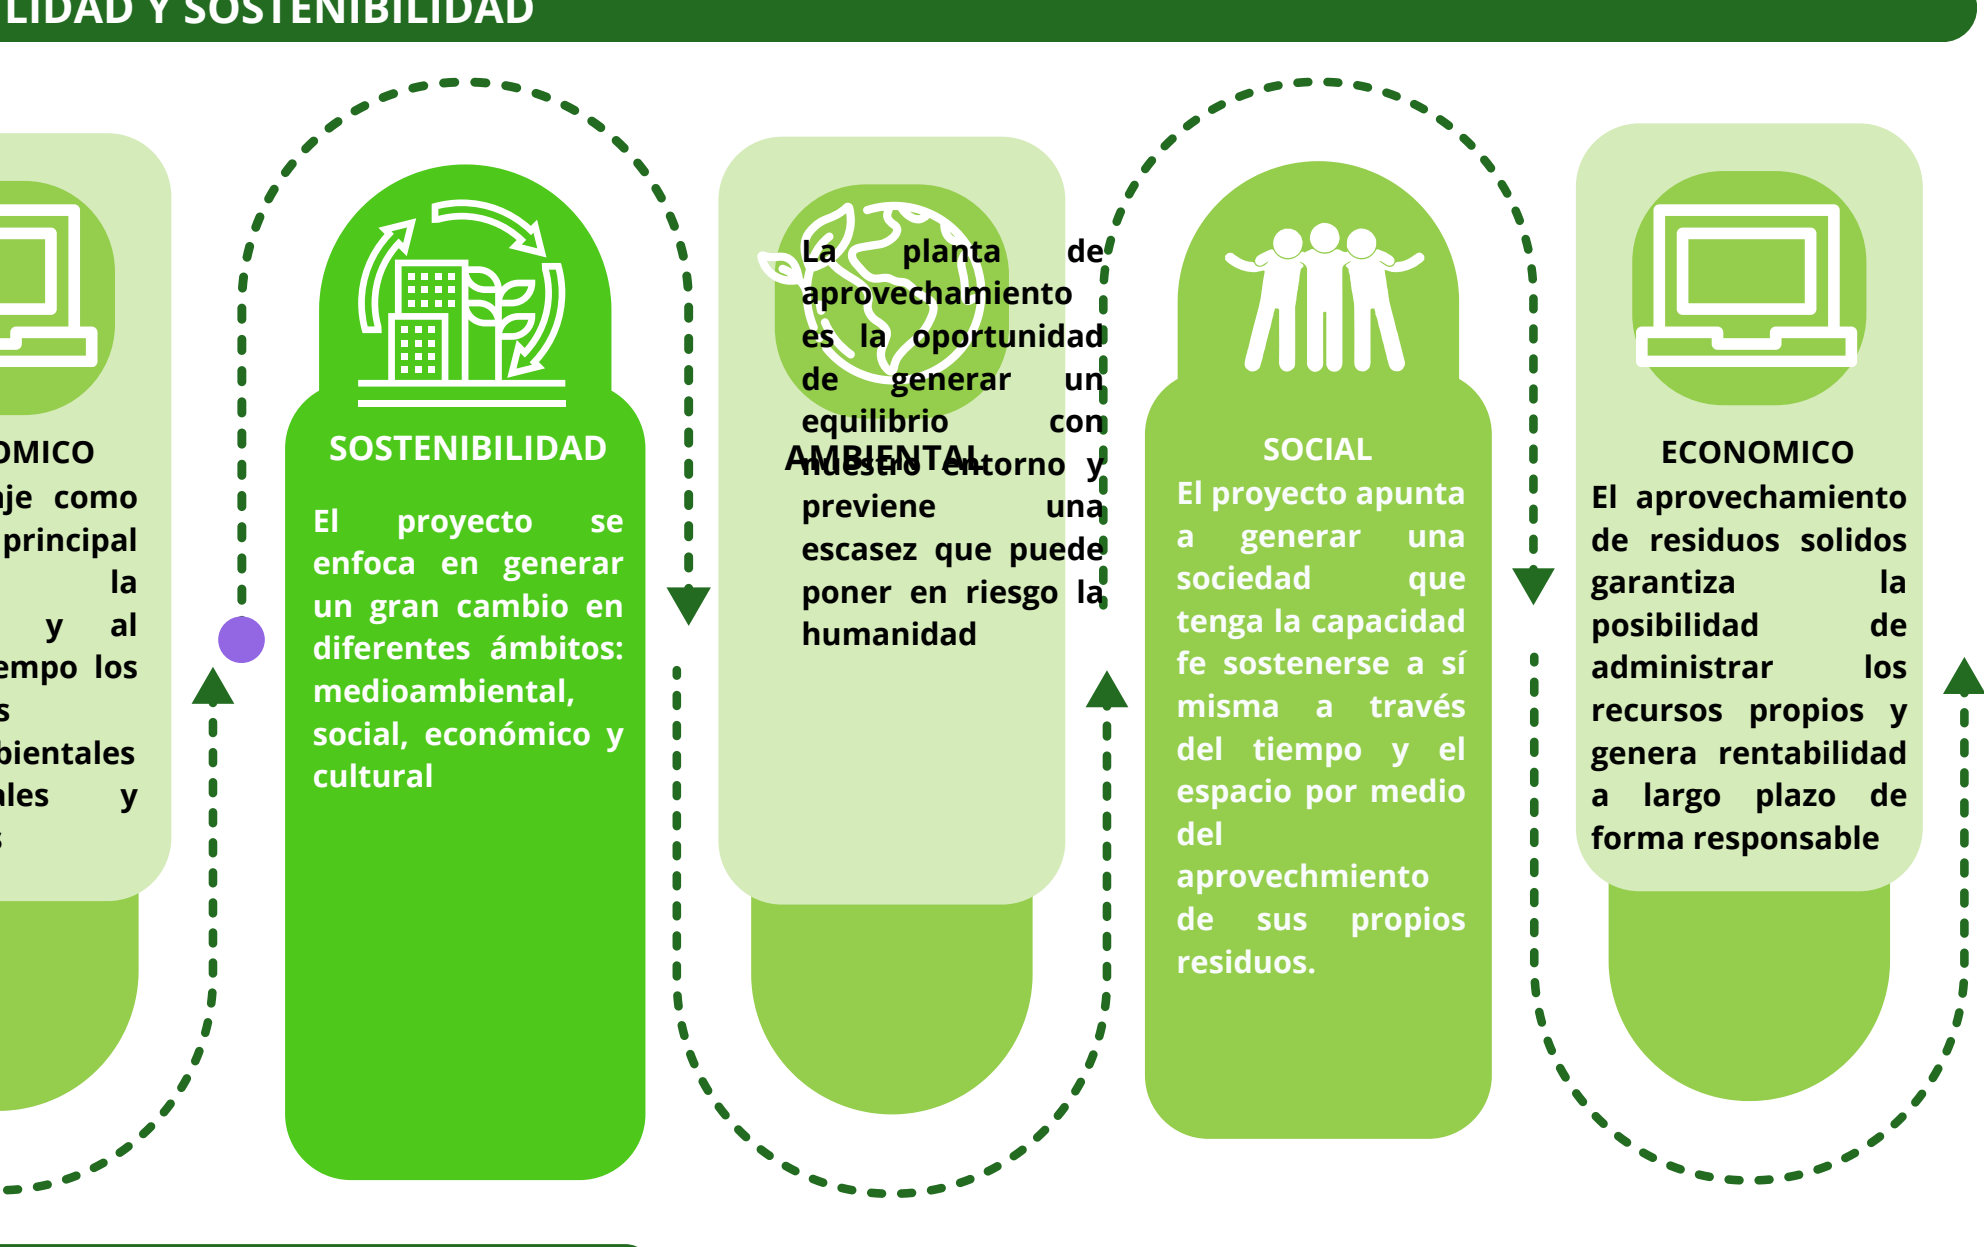 LIDAD Y SOSTENIBILIDAD
OMICO
aje como
principal
la
y al
empo los
s
bientales
ales y
s
SOSTENIBILIDAD
El proyecto se
enfoca en generar
un gran cambio en
diferentes ámbitos:
medioambiental,
social, económico y
cultural
AMBIENTAL
La planta de
aprovechamiento
es la oportunidad
de generar un
equilibrio con
nuestro entorno y
previene una
escasez que puede
poner en riesgo la
humanidad
SOCIAL
El proyecto apunta
a generar una
sociedad que
tenga la capacidad
fe sostenerse a sí
misma a través
del tiempo y el
espacio por medio
del
aprovechmiento
de sus propios
residuos.
ECONOMICO
El aprovechamiento
de residuos solidos
garantiza la
posibilidad de
administrar los
recursos propios y
genera rentabilidad
a largo plazo de
forma responsable